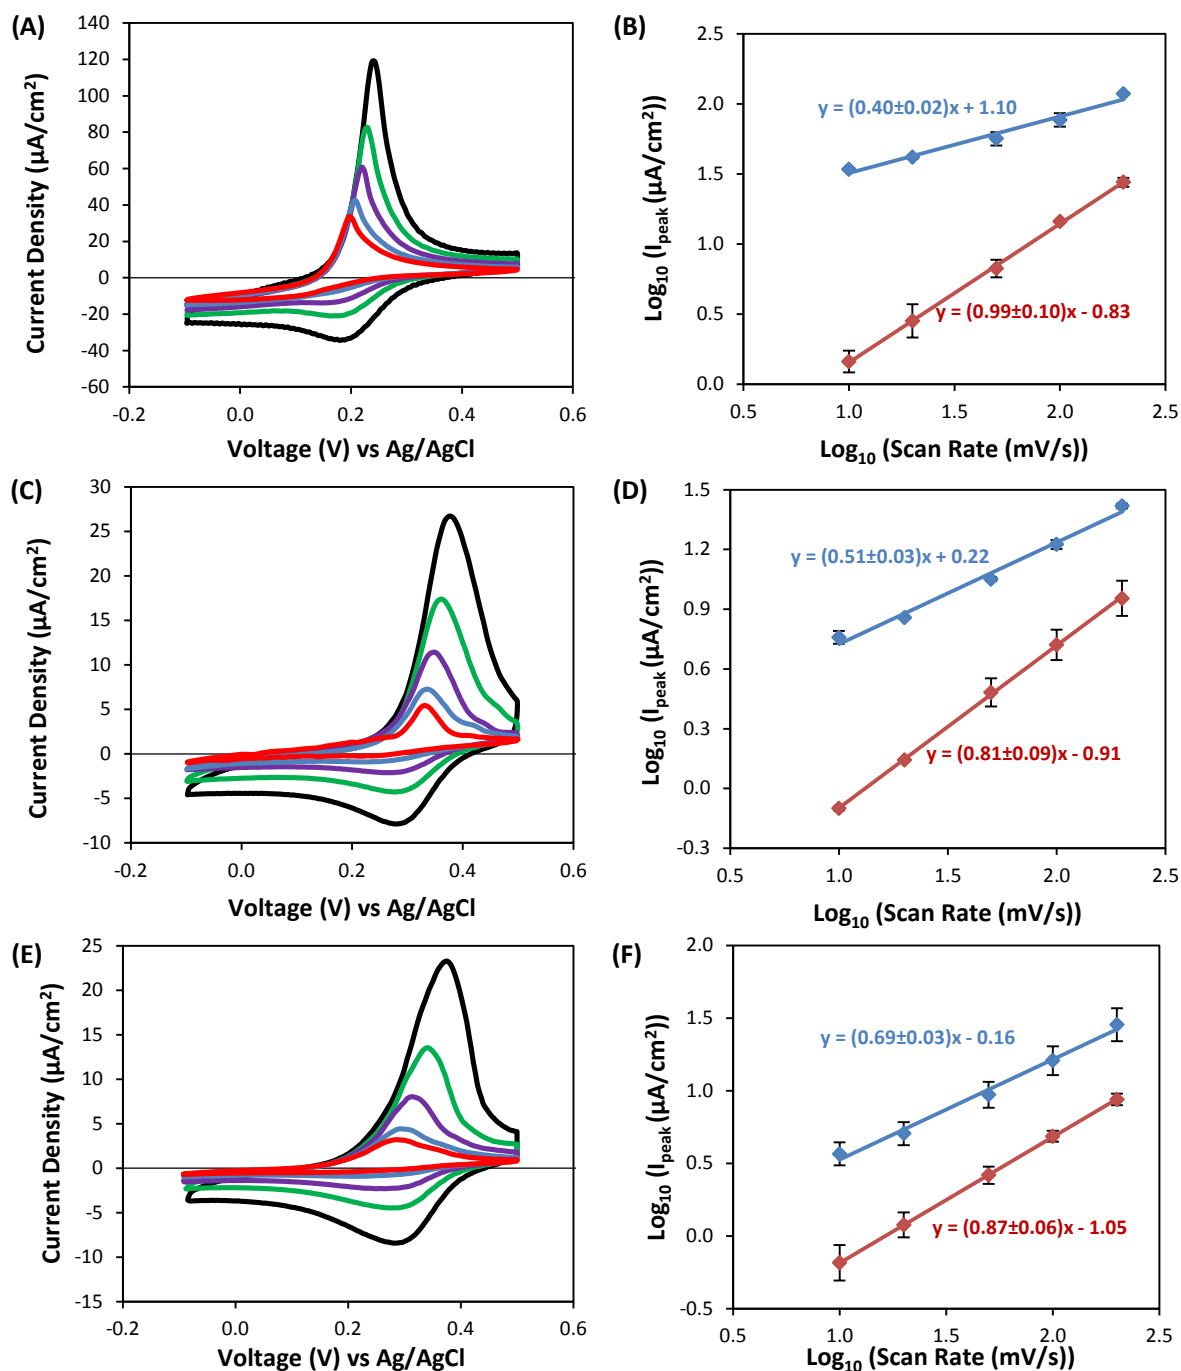 (A)
140
120
100
80
60
40
20
0
-20
-40
-60
-0.2 0.0 0.2 0.4 0.6
Current Density (µA/cm²)
Voltage (V) vs Ag/AgCl
(B)
2.5
2.0
1.5
1.0
0.5
0.0
0.5 1.0 1.5 2.0 2.5
Log₁₀ (I_peak (µA/cm²))
Log₁₀ (Scan Rate (mV/s))
y = (0.40±0.02)x + 1.10
y = (0.99±0.10)x - 0.83
(C)
30
25
20
15
10
5
0
-5
-10
-0.2 0.0 0.2 0.4 0.6
Current Density (µA/cm²)
Voltage (V) vs Ag/AgCl
(D)
1.5
1.2
0.9
0.6
0.3
0.0
-0.3
0.5 1.0 1.5 2.0 2.5
Log₁₀ (I_peak (µA/cm²))
Log₁₀ (Scan Rate (mV/s))
y = (0.51±0.03)x + 0.22
y = (0.81±0.09)x - 0.91
(E)
25
20
15
10
5
0
-5
-10
-15
-0.2 0.0 0.2 0.4 0.6
Current Density (µA/cm²)
Voltage (V) vs Ag/AgCl
(F)
2.0
1.5
1.0
0.5
0.0
-0.5
0.5 1.0 1.5 2.0 2.5
Log₁₀ (I_peak (µA/cm²))
Log₁₀ (Scan Rate (mV/s))
y = (0.69±0.03)x - 0.16
y = (0.87±0.06)x - 1.05